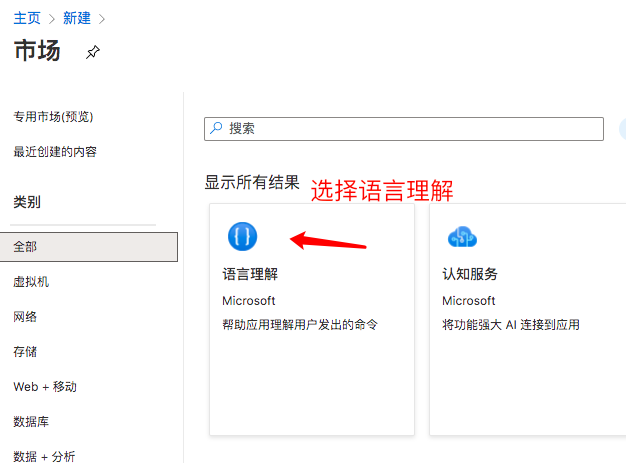 主页 > 新建 >
市场
专用市场(预览)
最近创建的内容
类别
全部
虚拟机
网络
存储
Web + 移动
数据库
数据 + 分析
搜索
显示所有结果
选择语言理解
语言理解
Microsoft
帮助应用理解用户发出的命令
认知服务
Microsoft
将功能强大 AI 连接到应用